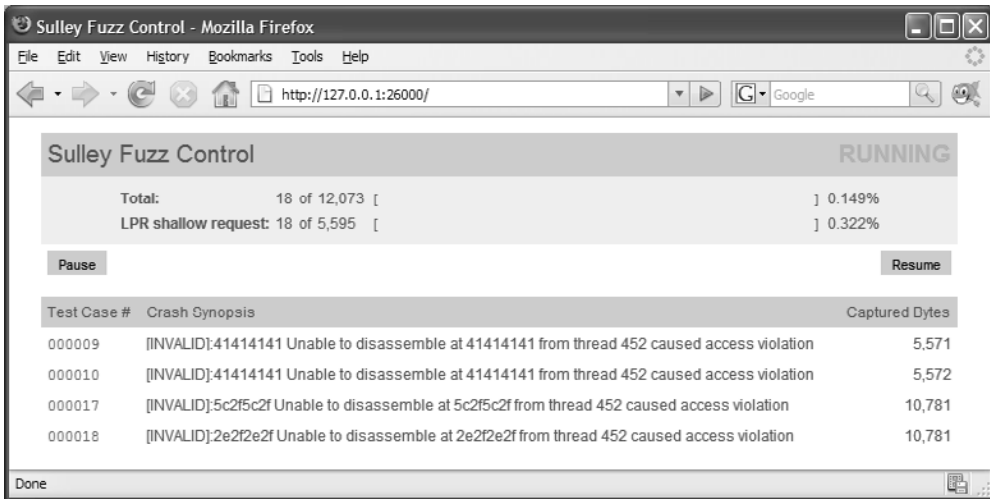 Sulley Fuzz Control - Mozilla Firefox
File Edit View History Bookmarks Tools Help
http://127.0.0.1:26000/ G Google
Sulley Fuzz Control RUNNING
Total: 18 of 12,073 [ ] 0.149%
LPR shallow request: 18 of 5,595 [ ] 0.322%
Pause Resume
Test Case # Crash Synopsis Captured Bytes
000009 [INVALID]:41414141 Unable to disassemble at 41414141 from thread 452 caused access violation 5,571
000010 [INVALID]:41414141 Unable to disassemble at 41414141 from thread 452 caused access violation 5,572
000017 [INVALID]:5c2f5c2f Unable to disassemble at 5c2f5c2f from thread 452 caused access violation 10,781
000018 [INVALID]:2e2f2e2f Unable to disassemble at 2e2f2e2f from thread 452 caused access violation 10,781
Done